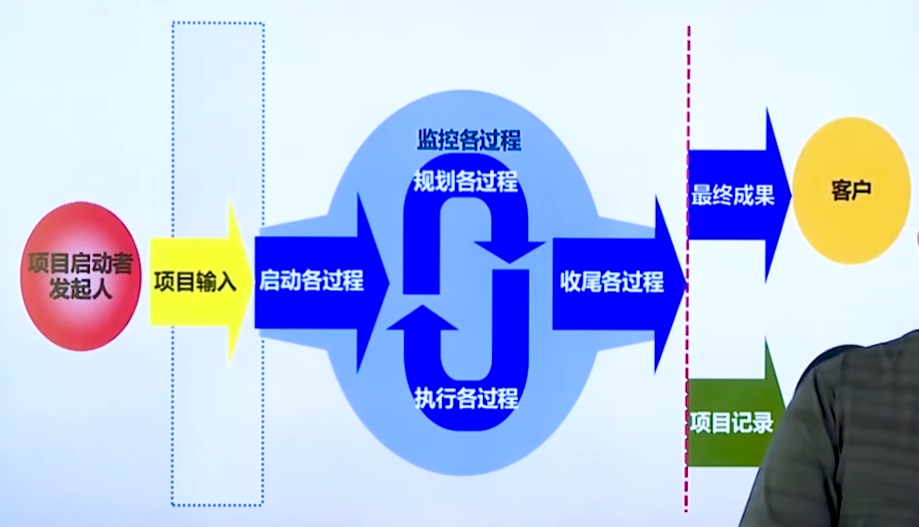 项目启动者
发起人
项目输入
启动各过程
监控各过程
规划各过程
执行各过程
收尾各过程
最终成果
客户
项目记录